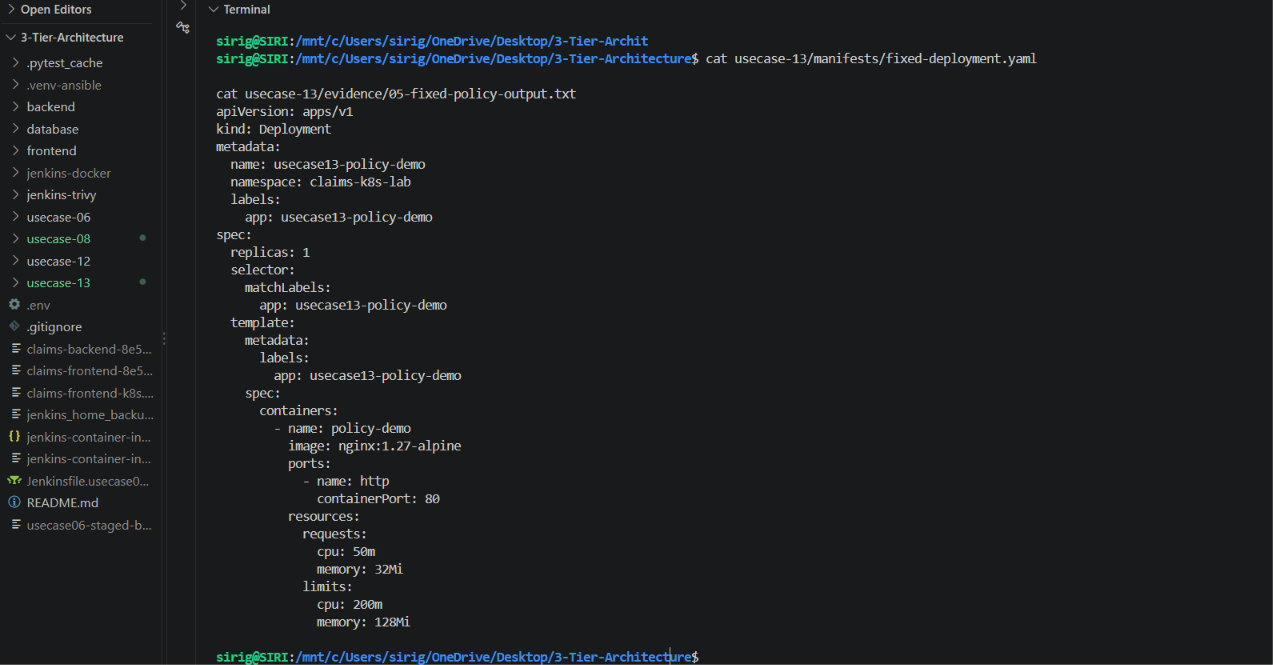 Open Editors
3-Tier-Architecture
.pytest_cache
.venv-ansible
backend
database
frontend
jenkins-docker
jenkins-trivy
usecase-06
usecase-08
usecase-12
usecase-13
.env
.gitignore
claims-backend-8e5...
claims-frontend-8e5...
claims-frontend-k8s....
jenkins_home_backu...
{} jenkins-container-in...
jenkins-container-in...
Jenkinsfile.usecase0...
README.md
usecase06-staged-b...
Terminal
sirig@SIRI:/mnt/c/Users/sirig/OneDrive/Desktop/3-Tier-Archit
sirig@SIRI:/mnt/c/Users/sirig/OneDrive/Desktop/3-Tier-Architecture$ cat usecase-13/manifests/fixed-deployment.yaml
cat usecase-13/evidence/05-fixed-policy-output.txt
apiVersion: apps/v1
kind: Deployment
metadata:
  name: usecase13-policy-demo
  namespace: claims-k8s-lab
  labels:
    app: usecase13-policy-demo
spec:
  replicas: 1
  selector:
    matchLabels:
      app: usecase13-policy-demo
  template:
    metadata:
      labels:
        app: usecase13-policy-demo
    spec:
      containers:
        - name: policy-demo
          image: nginx:1.27-alpine
          ports:
            - name: http
              containerPort: 80
          resources:
            requests:
              cpu: 50m
              memory: 32Mi
            limits:
              cpu: 200m
              memory: 128Mi
sirig@SIRI:/mnt/c/Users/sirig/OneDrive/Desktop/3-Tier-Architecture$